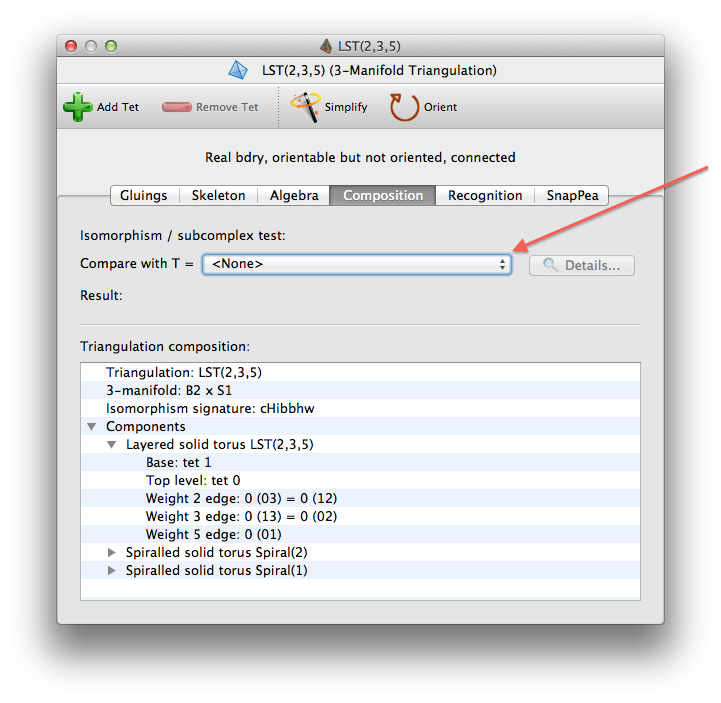 LST(2,3,5)
LST(2,3,5) (3-Manifold Triangulation)
Add Tet Remove Tet Simplify Orient
Real bdry, orientable but not oriented, connected
Gluings Skeleton Algebra Composition Recognition SnapPea
Isomorphism / subcomplex test:
Compare with T = <None> Details...
Result:
Triangulation composition:
Triangulation: LST(2,3,5)
3-manifold: B2 x S1
Isomorphism signature: cHibbhw
Components
Layered solid torus LST(2,3,5)
Base: tet 1
Top level: tet 0
Weight 2 edge: 0 (03) = 0 (12)
Weight 3 edge: 0 (13) = 0 (02)
Weight 5 edge: 0 (01)
Spiralled solid torus Spiral(2)
Spiralled solid torus Spiral(1)